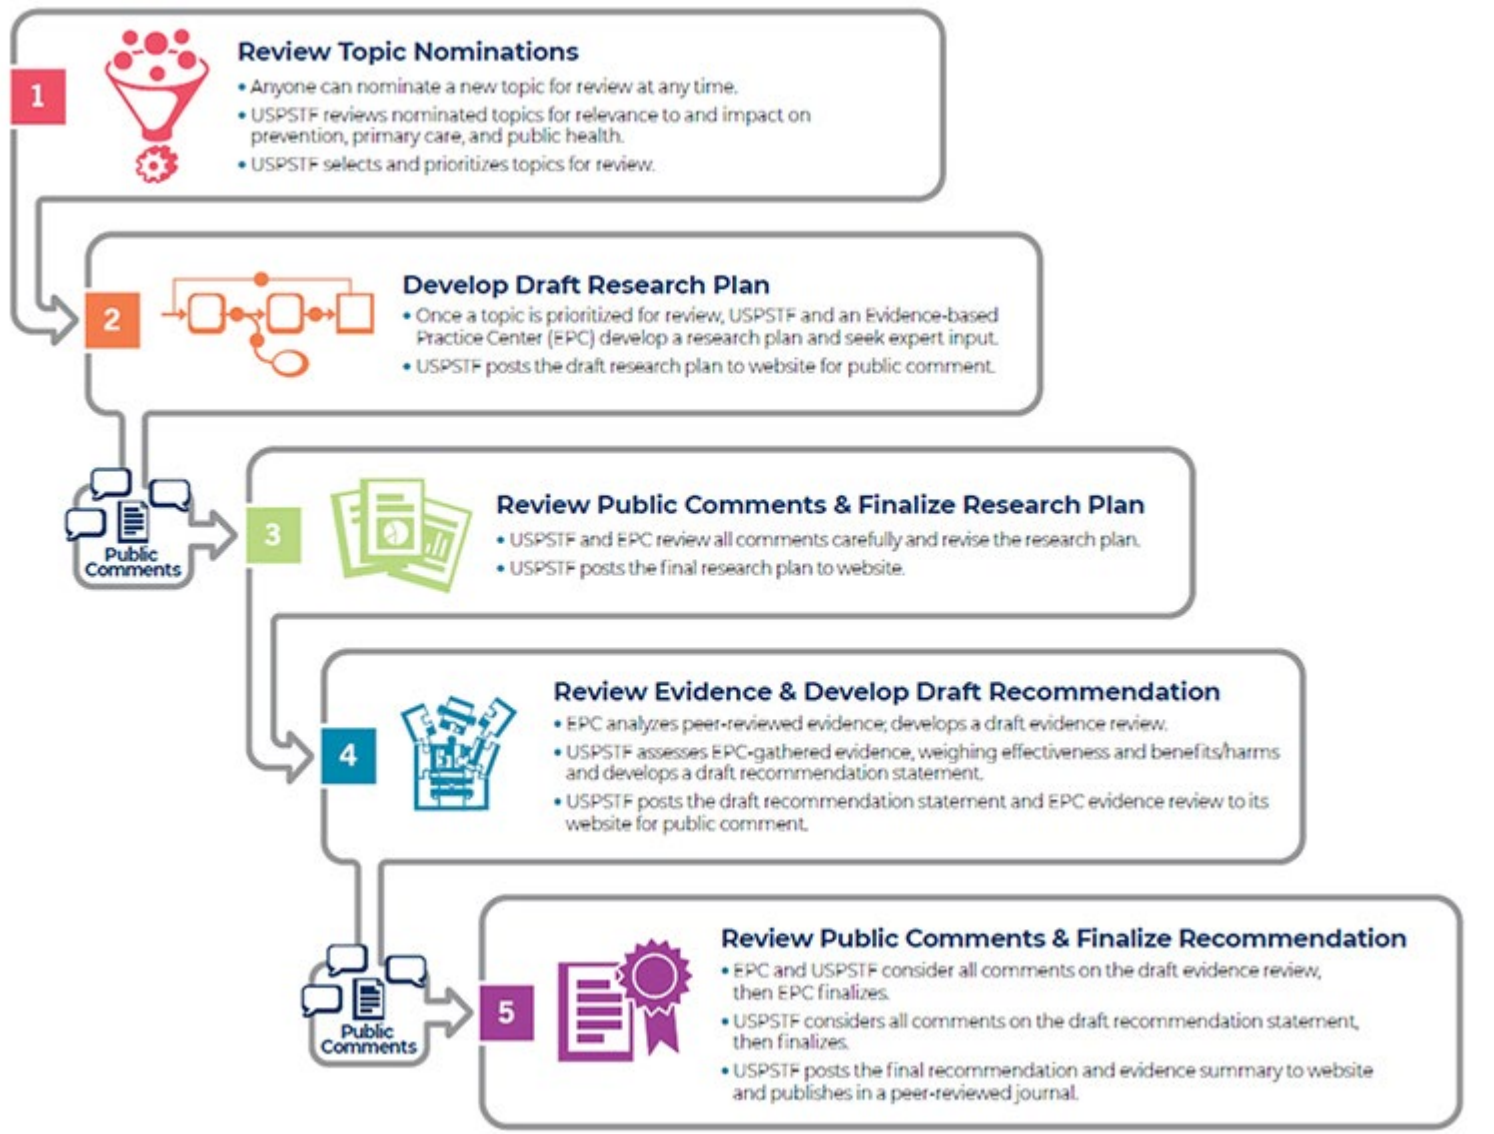 1
Review Topic Nominations
• Anyone can nominate a new topic for review at any time.
• USPSTF reviews nominated topics for relevance to and impact on
prevention, primary care, and public health.
• USPSTF selects and prioritizes topics for review.
2
Develop Draft Research Plan
• Once a topic is prioritized for review, USPSTF and an Evidence-based
Practice Center (EPC) develop a research plan and seek expert input.
• USPSTF posts the draft research plan to website for public comment.
Public
Comments
3
Review Public Comments & Finalize Research Plan
• USPSTF and EPC review all comments carefully and revise the research plan.
• USPSTF posts the final research plan to website.
4
Review Evidence & Develop Draft Recommendation
• EPC analyzes peer-reviewed evidence; develops a draft evidence review.
• USPSTF assesses EPC-gathered evidence, weighing effectiveness and benefits/harms
and develops a draft recommendation statement.
• USPSTF posts the draft recommendation statement and EPC evidence review to its
website for public comment.
Public
Comments
5
Review Public Comments & Finalize Recommendation
• EPC and USPSTF consider all comments on the draft evidence review,
then EPC finalizes.
• USPSTF considers all comments on the draft recommendation statement,
then finalizes.
• USPSTF posts the final recommendation and evidence summary to website
and publishes in a peer-reviewed journal.